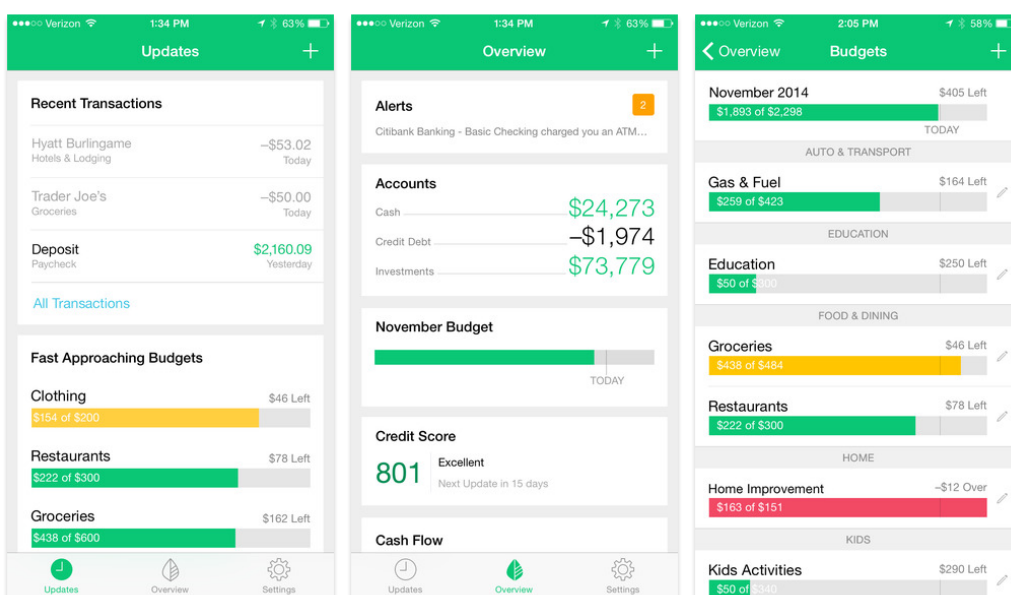 Verizon 1:34 PM 63%
Updates +
Recent Transactions
Hyatt Burlingame –$53.02
Hotels & Lodging Today
Trader Joe's –$50.00
Groceries Today
Deposit $2,160.09
Paycheck Yesterday
All Transactions
Fast Approaching Budgets
Clothing $46 Left
$154 of $200
Restaurants $78 Left
$222 of $300
Groceries $162 Left
$438 of $600
Updates Overview Settings
Verizon 1:34 PM 63%
Overview +
Alerts 2
Citibank Banking - Basic Checking charged you an ATM...
Accounts
Cash $24,273
Credit Debt –$1,974
Investments $73,779
November Budget
TODAY
Credit Score
801 Excellent
Next Update in 15 days
Cash Flow
Updates Overview Settings
Verizon 2:05 PM 58%
Overview Budgets +
November 2014 $405 Left
$1,893 of $2,298
TODAY
AUTO & TRANSPORT
Gas & Fuel $164 Left
$259 of $423
EDUCATION
Education $250 Left
$50 of $300
FOOD & DINING
Groceries $46 Left
$438 of $484
Restaurants $78 Left
$222 of $300
HOME
Home Improvement –$12 Over
$163 of $151
KIDS
Kids Activities $290 Left
$50 of $340